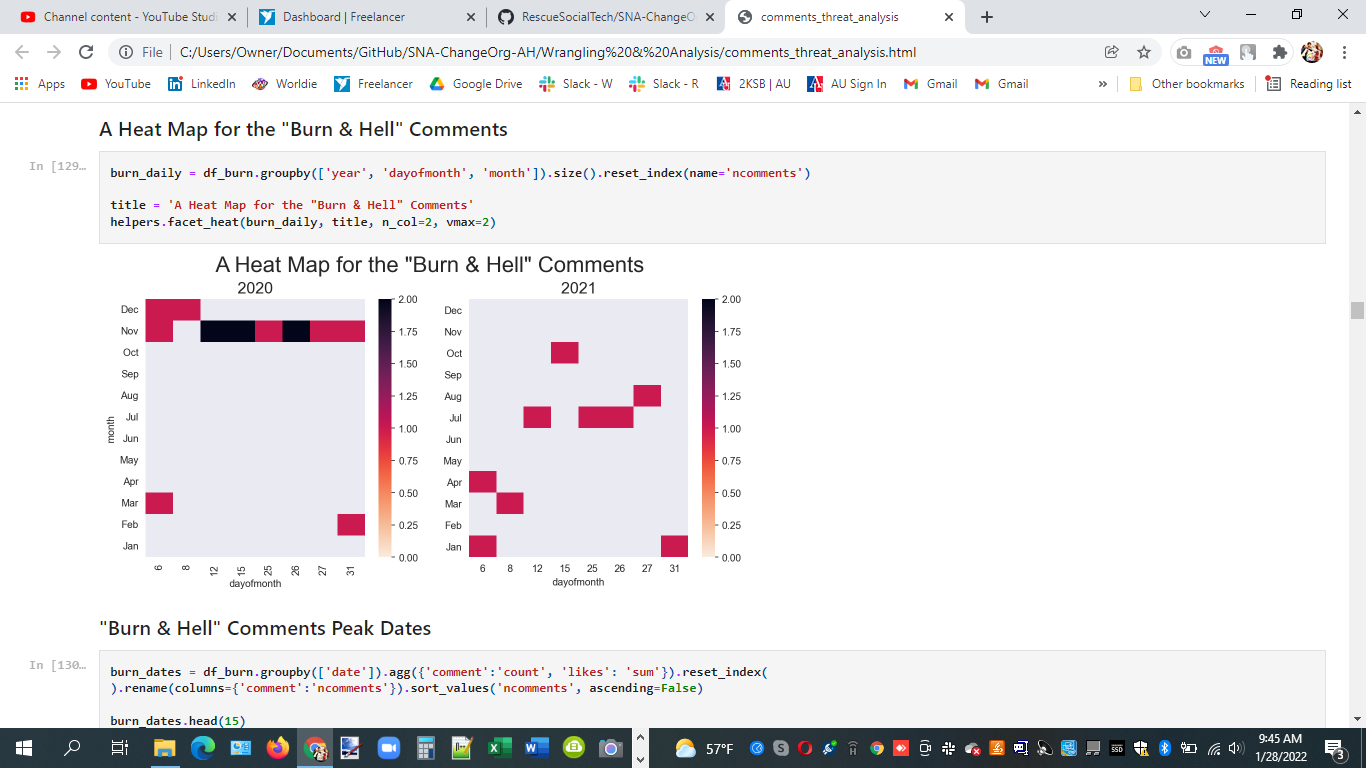 Channel content - YouTube Studi
Dashboard | Freelancer
RescueSocialTech/SNA-ChangeO
comments_threat_analysis
File
C:/Users/Owner/Documents/GitHub/SNA-ChangeOrg-AH/Wrangling%20&%20Analysis/comments_threat_analysis.html
NEW
Apps
YouTube
LinkedIn
Worldie
Freelancer
Google Drive
Slack - W
Slack - R
2KSB | AU
AU Sign In
Gmail
Gmail
»
Other bookmarks
Reading list
A Heat Map for the "Burn & Hell" Comments
In [129…
burn_daily = df_burn.groupby(['year', 'dayofmonth', 'month']).size().reset_index(name='ncomments')
title = 'A Heat Map for the "Burn & Hell" Comments'
helpers.facet_heat(burn_daily, title, n_col=2, vmax=2)
A Heat Map for the "Burn & Hell" Comments
2020
Dec
Nov
Oct
Sep
Aug
Jul
Jun
May
Apr
Mar
Feb
Jan
month
6 8 12 15 25 26 27 31
dayofmonth
2.00
1.75
1.50
1.25
1.00
0.75
0.50
0.25
0.00
2021
Dec
Nov
Oct
Sep
Aug
Jul
Jun
May
Apr
Mar
Feb
Jan
6 8 12 15 25 26 27 31
dayofmonth
2.00
1.75
1.50
1.25
1.00
0.75
0.50
0.25
0.00
"Burn & Hell" Comments Peak Dates
In [130…
burn_dates = df_burn.groupby(['date']).agg({'comment':'count', 'likes': 'sum'}).reset_index(
).rename(columns={'comment':'ncomments'}).sort_values('ncomments', ascending=False)
burn_dates.head(15)
57°F
9:45 AM
1/28/2022
3